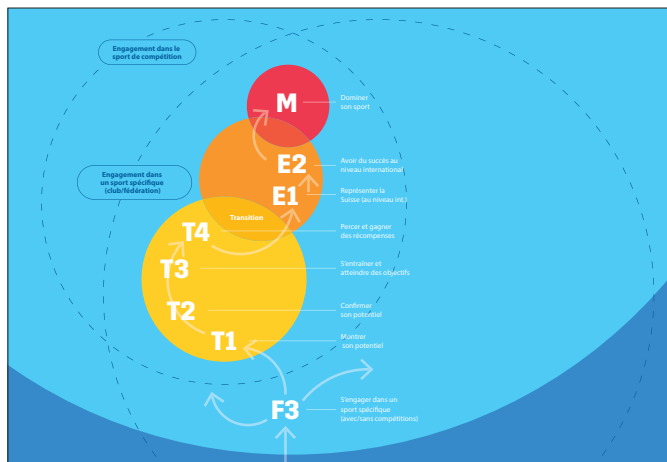 Engagement dans le
sport de compétition
M
Dominer
son sport
E2
Avoir du succès au
niveau international
Engagement dans
un sport spécifique
(club/fédération)
E1
Représenter la
Suisse (au niveau int.)
Transition
T4
Percer et gagner
des récompenses
T3
S'entraîner et
atteindre des objectifs
T2
Confirmer
son potentiel
T1
Montrer
son potentiel
F3
S'engager dans un
sport spécifique
(avec/sans compétitions)